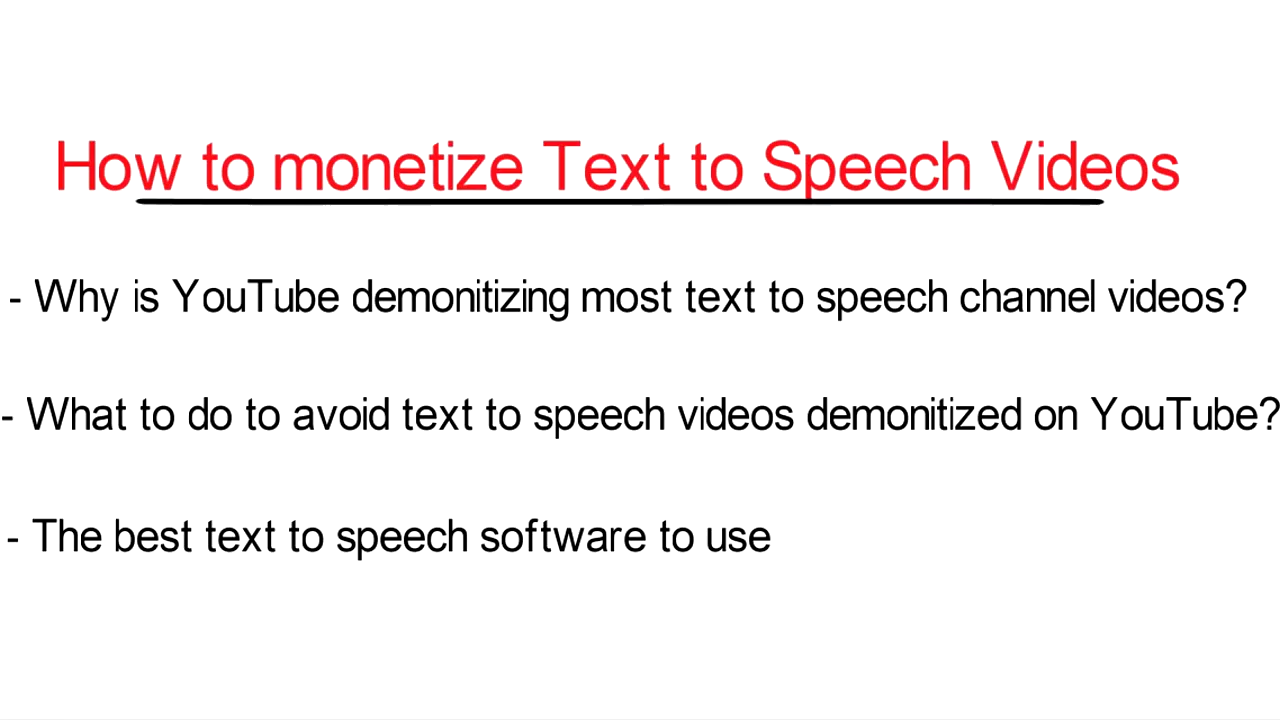 How to monetize Text to Speech Videos
- Why is YouTube demonitizing most text to speech channel videos?
- What to do to avoid text to speech videos demonitized on YouTube?
- The best text to speech software to use